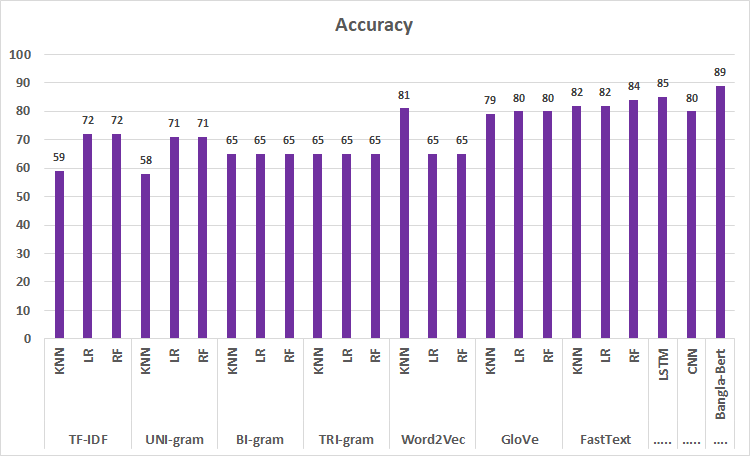 Accuracy
100
90
80
70
60
50
40
30
20
10
0
59 72 72 58 71 71 65 65 65 65 65 65 81 65 65 79 80 80 82 82 84 85 80 89
KNN LR RF KNN LR RF KNN LR RF KNN LR RF KNN LR RF KNN LR RF KNN LR RF LSTM CNN Bangla-Bert
TF-IDF UNI-gram BI-gram TRI-gram Word2Vec GloVe FastText ..... ..... ....